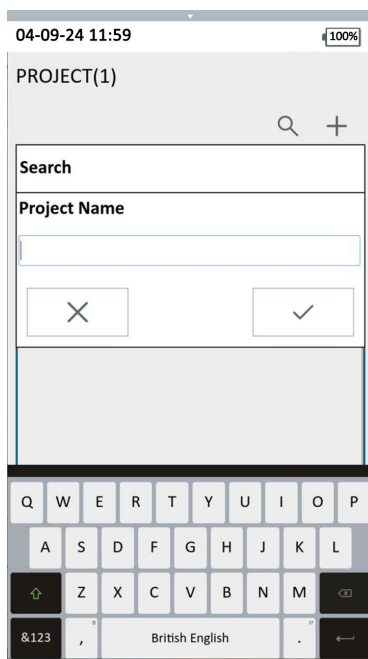 04-09-24 11:59
100%
PROJECT(1)
Search
Project Name
Q W E R T Y U I O P
A S D F G H J K L
Z X C V B N M
&123 , British English .